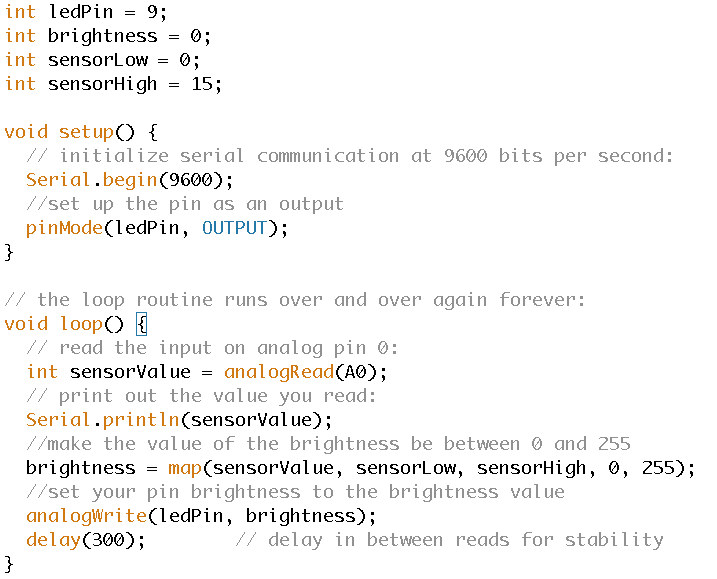 int ledPin = 9;
int brightness = 0;
int sensorLow = 0;
int sensorHigh = 15;

void setup() {
  // initialize serial communication at 9600 bits per second:
  Serial.begin(9600);
  //set up the pin as an output
  pinMode(ledPin, OUTPUT);
}

// the loop routine runs over and over again forever:
void loop() {
  // read the input on analog pin 0:
  int sensorValue = analogRead(A0);
  // print out the value you read:
  Serial.println(sensorValue);
  //make the value of the brightness be between 0 and 255
  brightness = map(sensorValue, sensorLow, sensorHigh, 0, 255);
  //set your pin brightness to the brightness value
  analogWrite(ledPin, brightness);
  delay(300);        // delay in between reads for stability
}